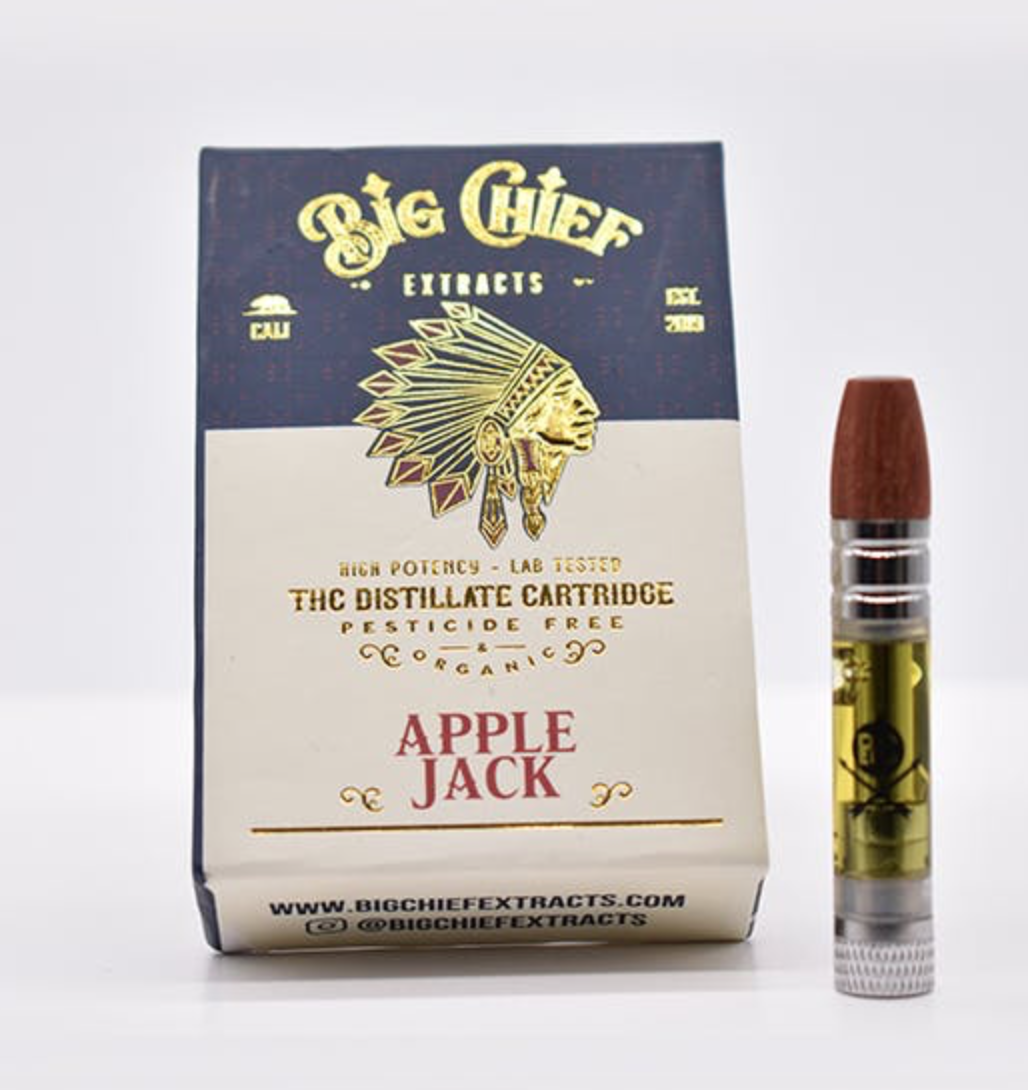 BIG CHIEF
EXTRACTS
CALI
EST.
2019
HIGH POTENCY - LAB TESTED
THC DISTILLATE CARTRIDGE
PESTICIDE FREE
&
ORGANIC
APPLE
JACK
WWW.BIGCHIEFEXTRACTS.COM
@BIGCHIEFEXTRACTS